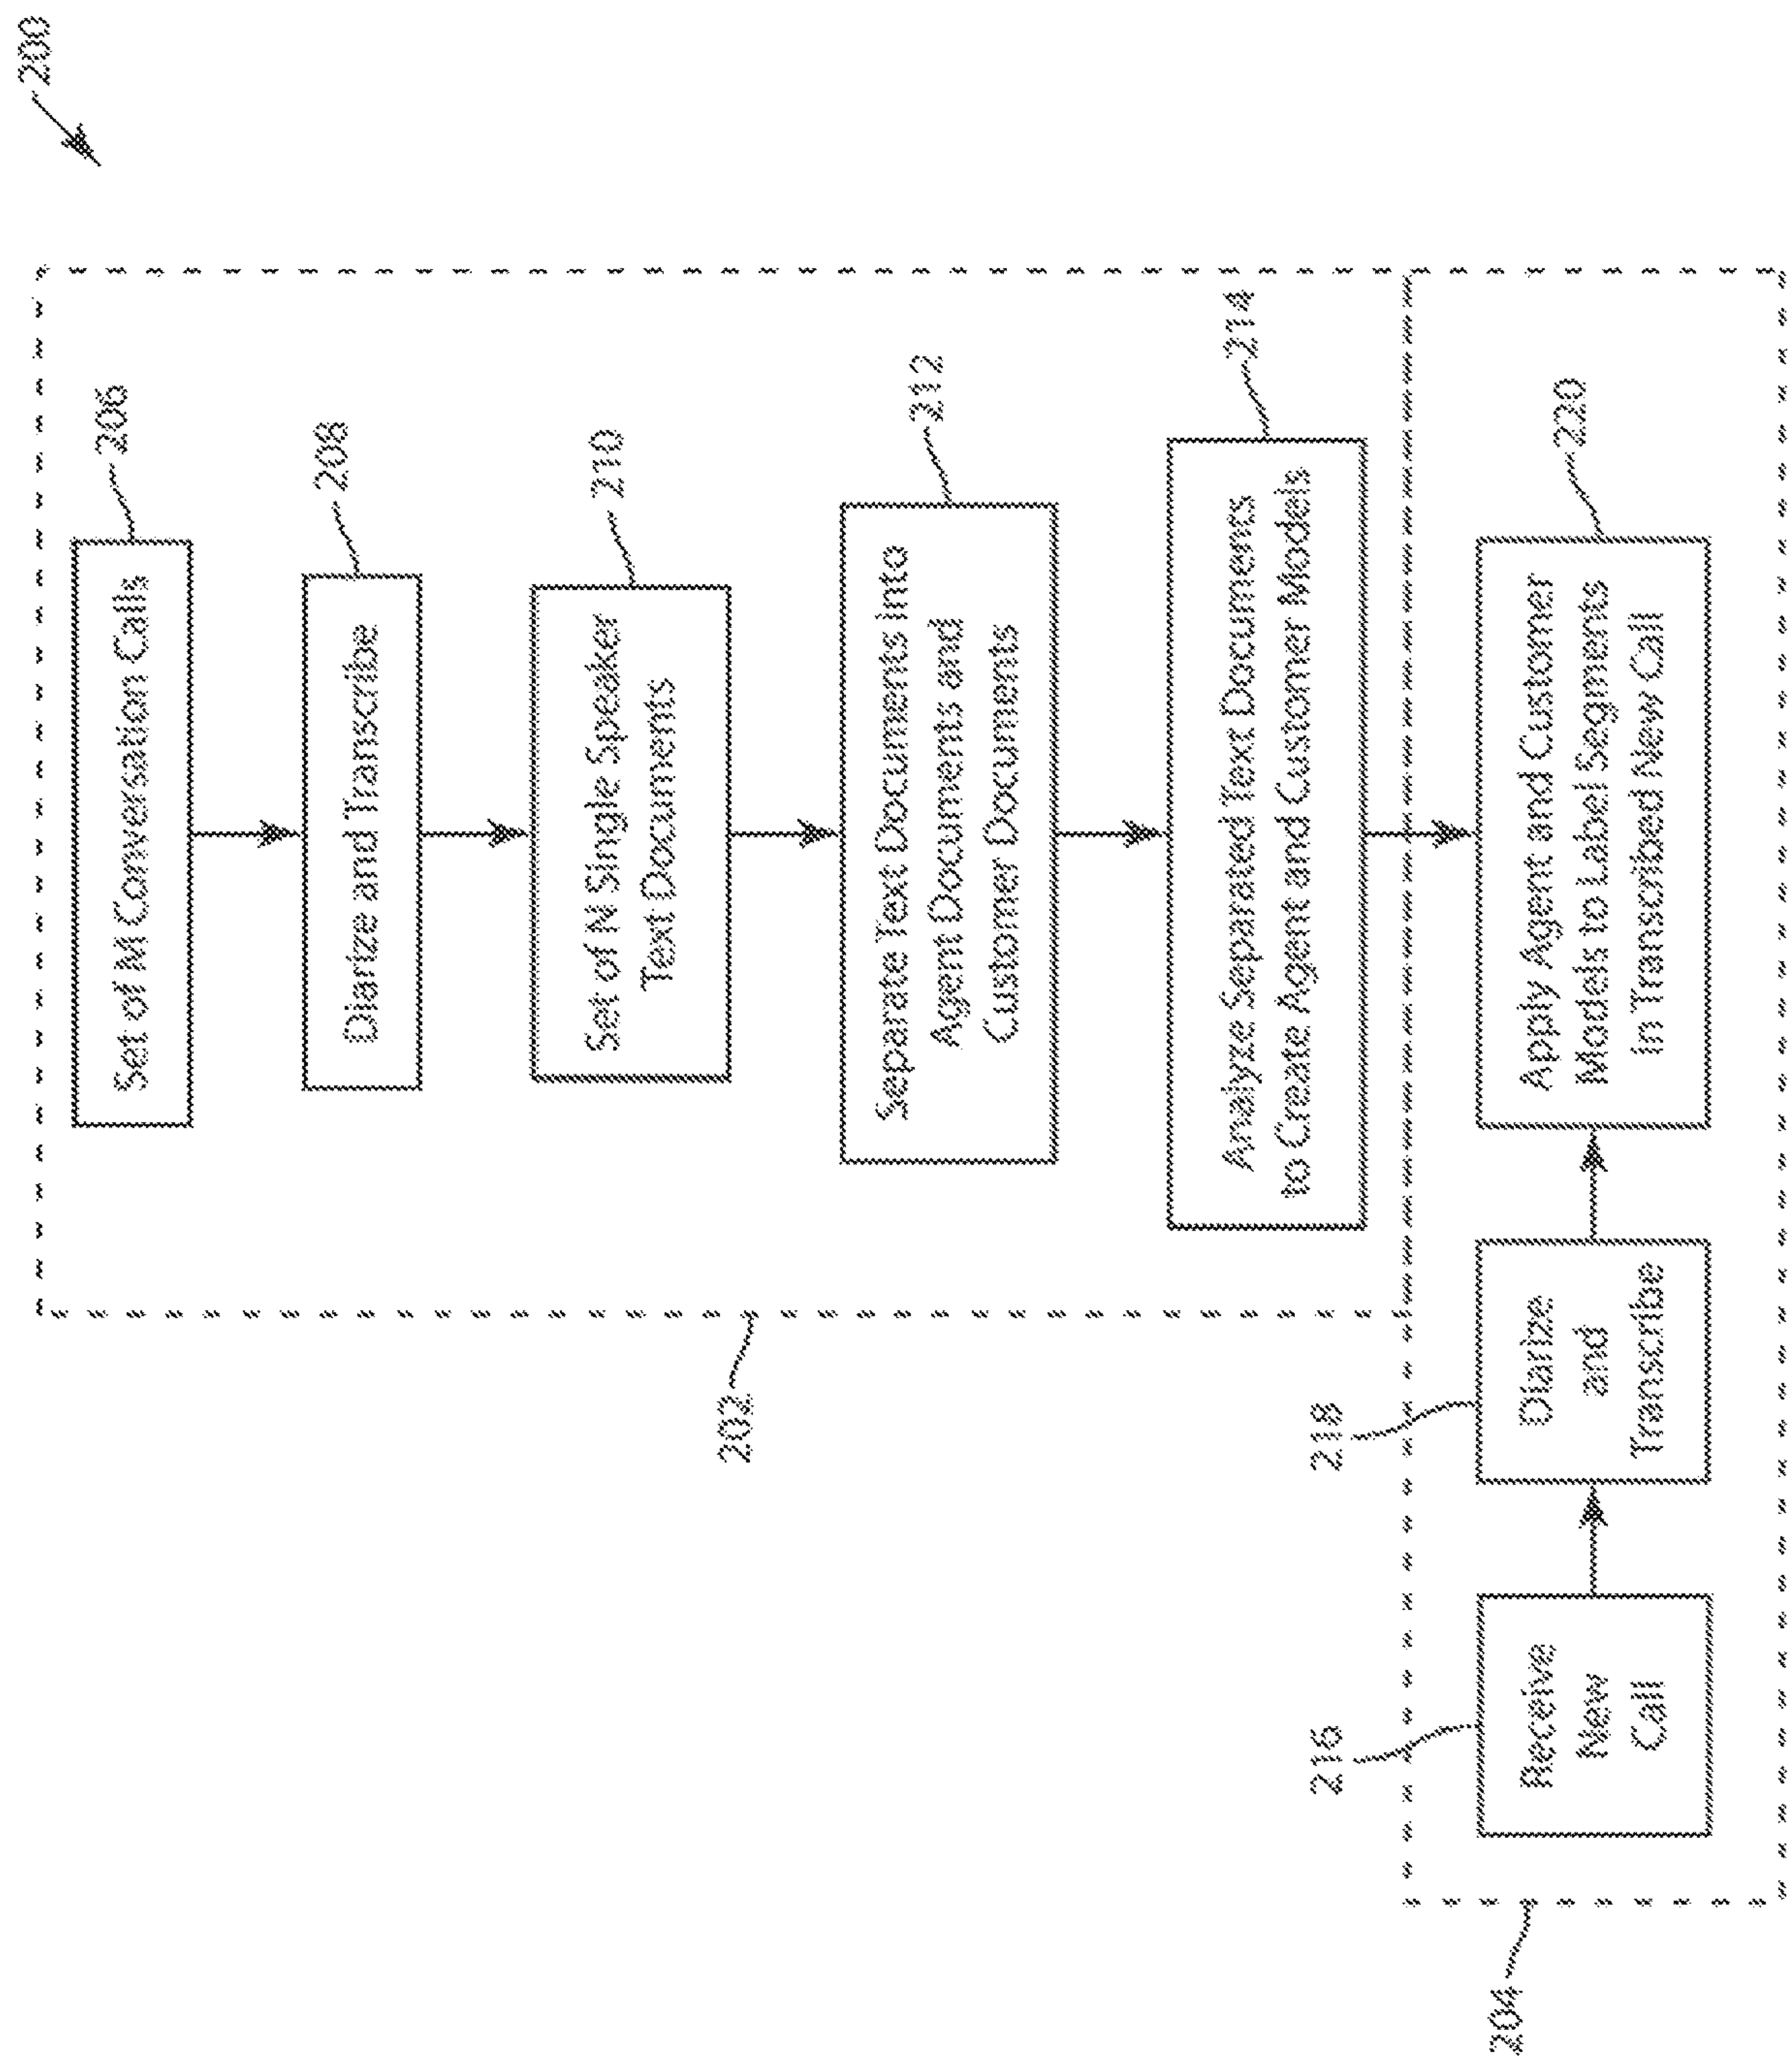 200
206
Set of M Conversation Calls
208
Diarize and Transcribe
210
Set of N Single Speaker
Text Documents
212
Separate Text Documents Into
Agent Documents and
Customer Documents
214
Analyze Separated Text Documents
to Create Agent and Customer Models
202
216
Receive
New
Call
218
Diarize
and
Transcribe
220
Apply Agent and Customer
Models to Label Segments
in Transcribed New Call
204